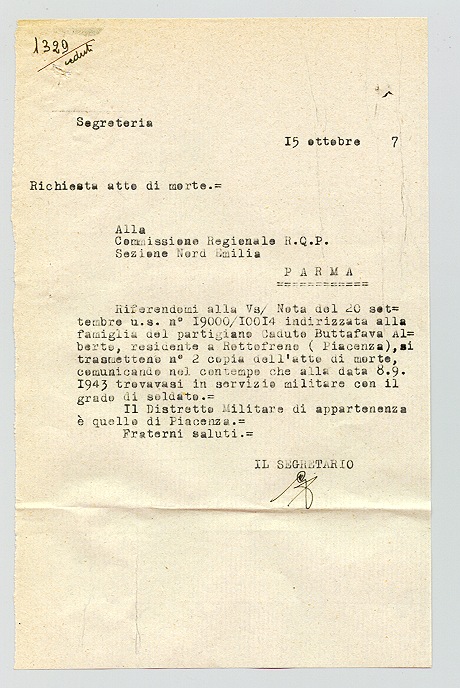 1329
caduti
Segreteria
15 ottobre 7
Richiesta atto di morte.=
Alla
Commissione Regionale R.Q.P.
Sezione Nord Emilia
P A R M A
============
Riferendomi alla Vs/ Nota del 20 set=
tembre u.s. n° 19000/10014 indirizzata alla
famiglia del partigiano Caduto Buttafava Al=
berto, residente a Rottofreno ( Piacenza),si
trasmettono n° 2 copia dell'atto di morte,
comunicando nel contempo che alla data 8.9.
1943 trovavasi in servizio militare con il
grado di soldato.=
Il Distretto Militare di appartenenza
è quello di Piacenza.=
Fraterni saluti.=
IL SEGRETARIO